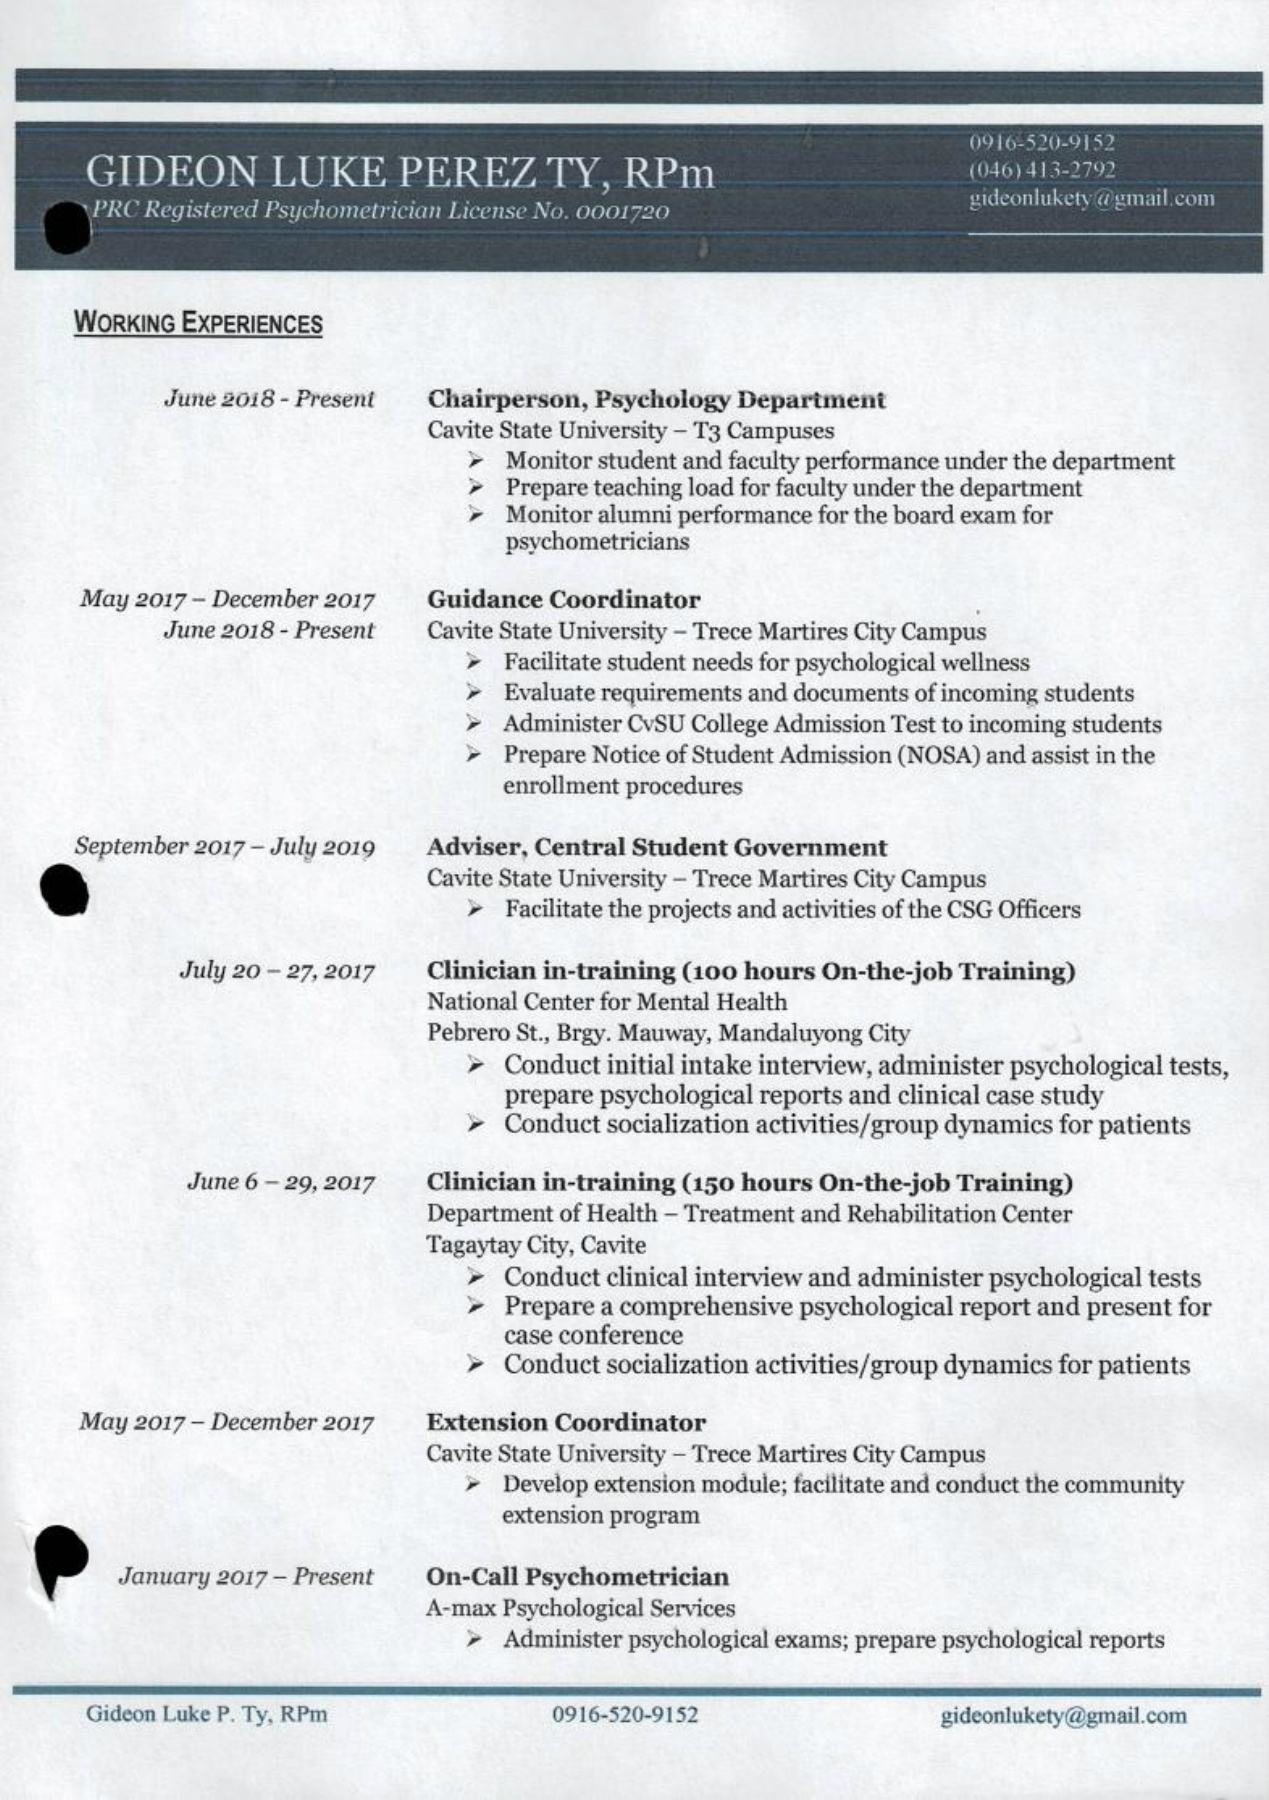 GIDEON LUKE PEREZ TY, RPm
PRC Registered Psychometrician License No. 0001720
0916-520-9152
(046) 413-2792
gideonlukety@gmail.com
WORKING EXPERIENCES
June 2018 - Present
Chairperson, Psychology Department
Cavite State University – T3 Campuses
➢ Monitor student and faculty performance under the department
➢ Prepare teaching load for faculty under the department
➢ Monitor alumni performance for the board exam for
psychometricians
May 2017 – December 2017
June 2018 - Present
Guidance Coordinator
Cavite State University – Trece Martires City Campus
➢ Facilitate student needs for psychological wellness
➢ Evaluate requirements and documents of incoming students
➢ Administer CvSU College Admission Test to incoming students
➢ Prepare Notice of Student Admission (NOSA) and assist in the
enrollment procedures
September 2017 – July 2019
Adviser, Central Student Government
Cavite State University – Trece Martires City Campus
➢ Facilitate the projects and activities of the CSG Officers
July 20 – 27, 2017
Clinician in-training (100 hours On-the-job Training)
National Center for Mental Health
Pebrero St., Brgy. Mauway, Mandaluyong City
➢ Conduct initial intake interview, administer psychological tests,
prepare psychological reports and clinical case study
➢ Conduct socialization activities/group dynamics for patients
June 6 – 29, 2017
Clinician in-training (150 hours On-the-job Training)
Department of Health – Treatment and Rehabilitation Center
Tagaytay City, Cavite
➢ Conduct clinical interview and administer psychological tests
➢ Prepare a comprehensive psychological report and present for
case conference
➢ Conduct socialization activities/group dynamics for patients
May 2017 – December 2017
Extension Coordinator
Cavite State University – Trece Martires City Campus
➢ Develop extension module; facilitate and conduct the community
extension program
January 2017 – Present
On-Call Psychometrician
A-max Psychological Services
➢ Administer psychological exams; prepare psychological reports
Gideon Luke P. Ty, RPm
0916-520-9152
gideonlukety@gmail.com